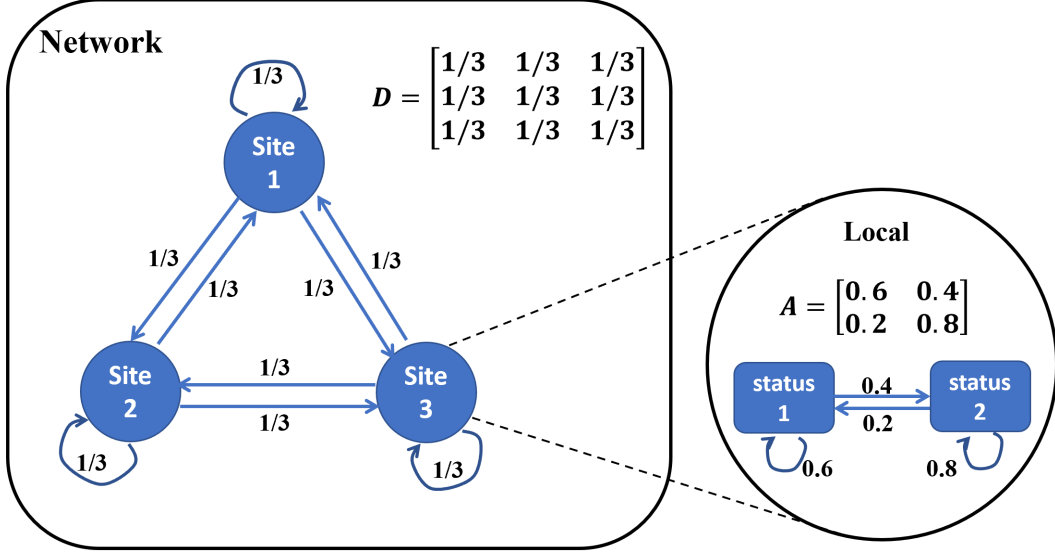 Network
1/3
Site
1
D = [1/3 1/3 1/3
1/3 1/3 1/3
1/3 1/3 1/3]
1/3
1/3
1/3
1/3
Site
2
1/3
1/3
Site
3
1/3
1/3
Local
A = [0.6 0.4
0.2 0.8]
status
1
0.4
0.2
status
2
0.6
0.8